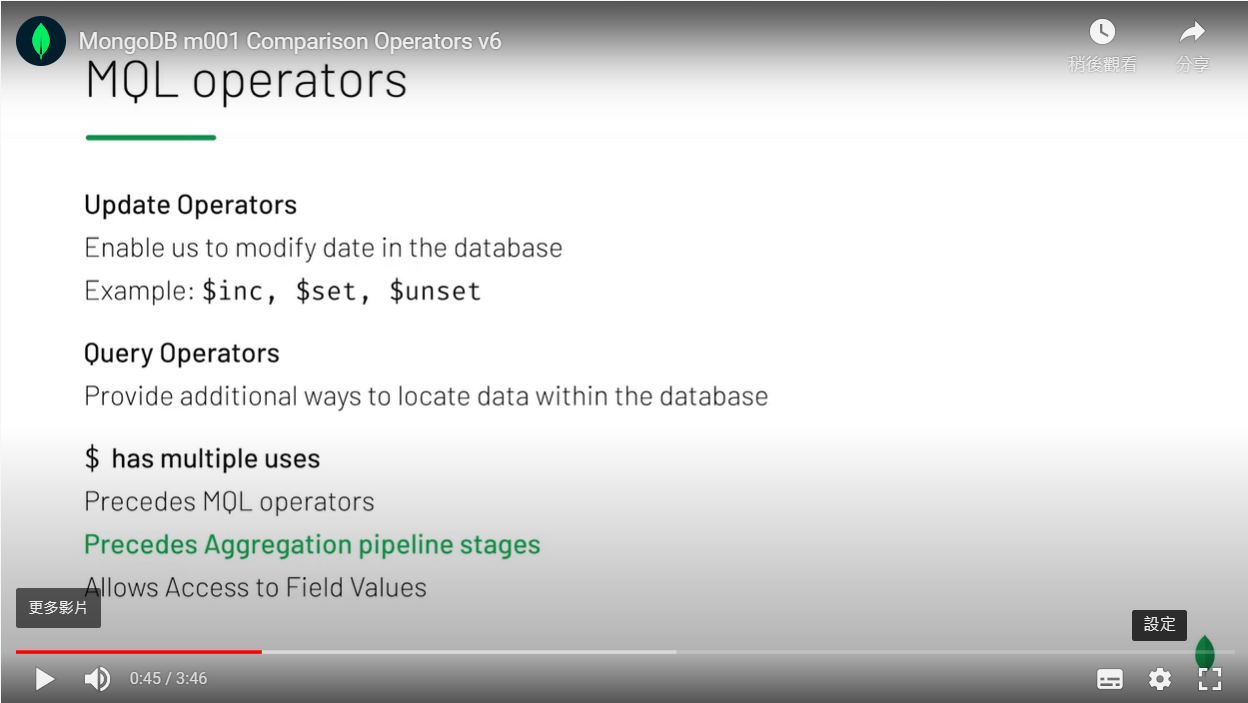 MongoDB m001 Comparison Operators v6
稍後觀看
分享
MQL operators
Update Operators
Enable us to modify date in the database
Example: $inc, $set, $unset
Query Operators
Provide additional ways to locate data within the database
$ has multiple uses
Precedes MQL operators
Precedes Aggregation pipeline stages
Allows Access to Field Values
更多影片
設定
0:45 / 3:46